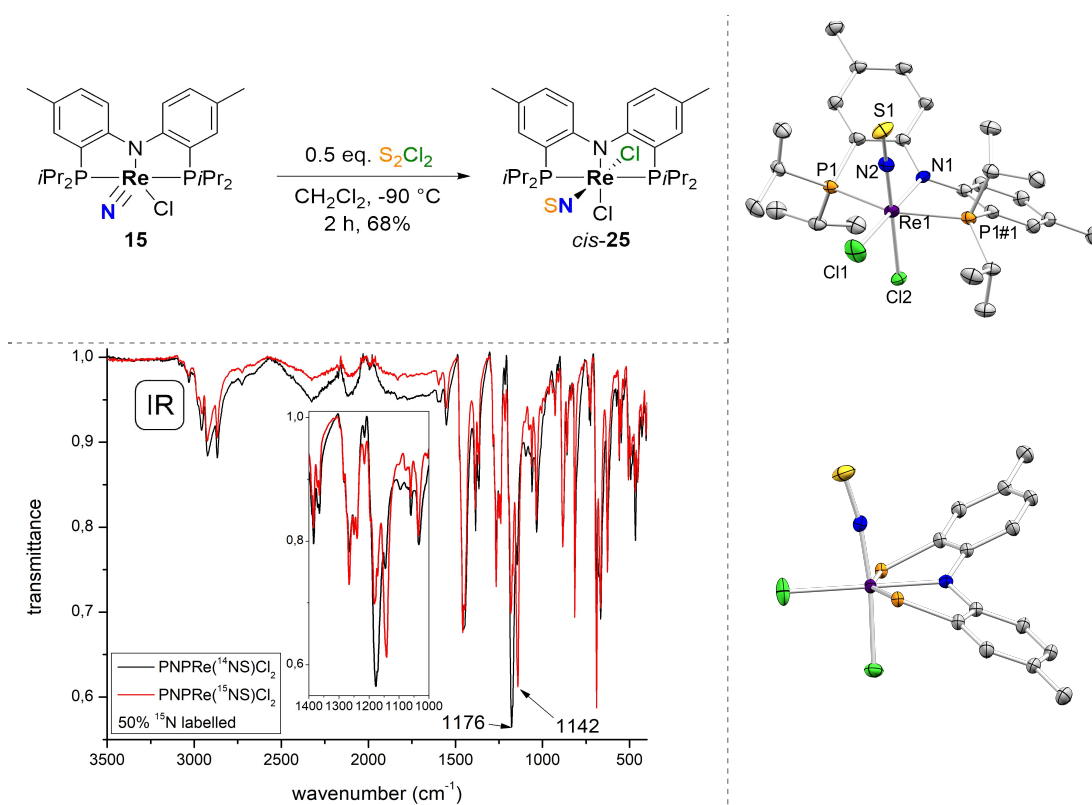 N
PiPr2
Re
PiPr2
N
Cl
15
0.5 eq. S2Cl2
CH2Cl2, -90 °C
2 h, 68%
N
Cl
iPr2P
Re
PiPr2
SN
Cl
cis-25
S1
P1
N2
N1
Re1
P1#1
Cl1
Cl2
IR
1,0
0,9
0,8
0,7
0,6
transmittance
1,0
0,8
0,6
1400 1300 1200 1100 1000
PNPRe(14NS)Cl2
PNPRe(15NS)Cl2
50% 15N labelled
1176
1142
3500 3000 2500 2000 1500 1000 500
wavenumber (cm-1)